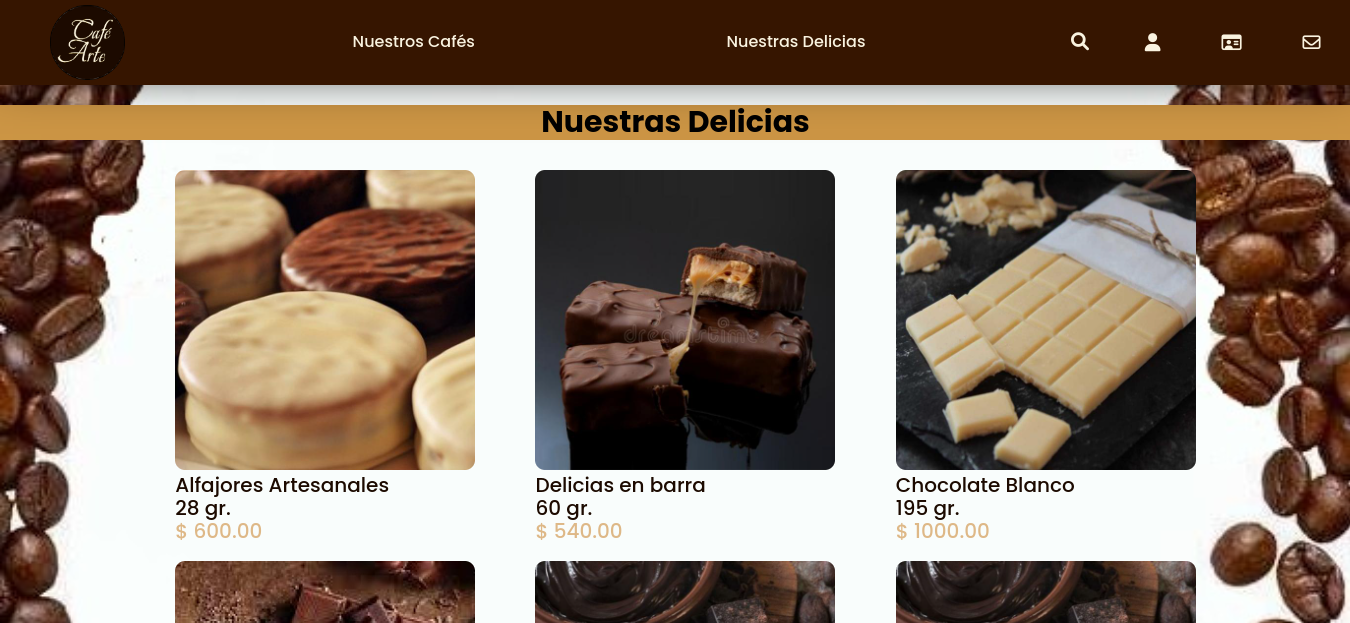 Café
Arte
Nuestros Cafés
Nuestras Delicias
Nuestras Delicias
dreamstime
Alfajores Artesanales
28 gr.
$ 600.00
Delicias en barra
60 gr.
$ 540.00
Chocolate Blanco
195 gr.
$ 1000.00